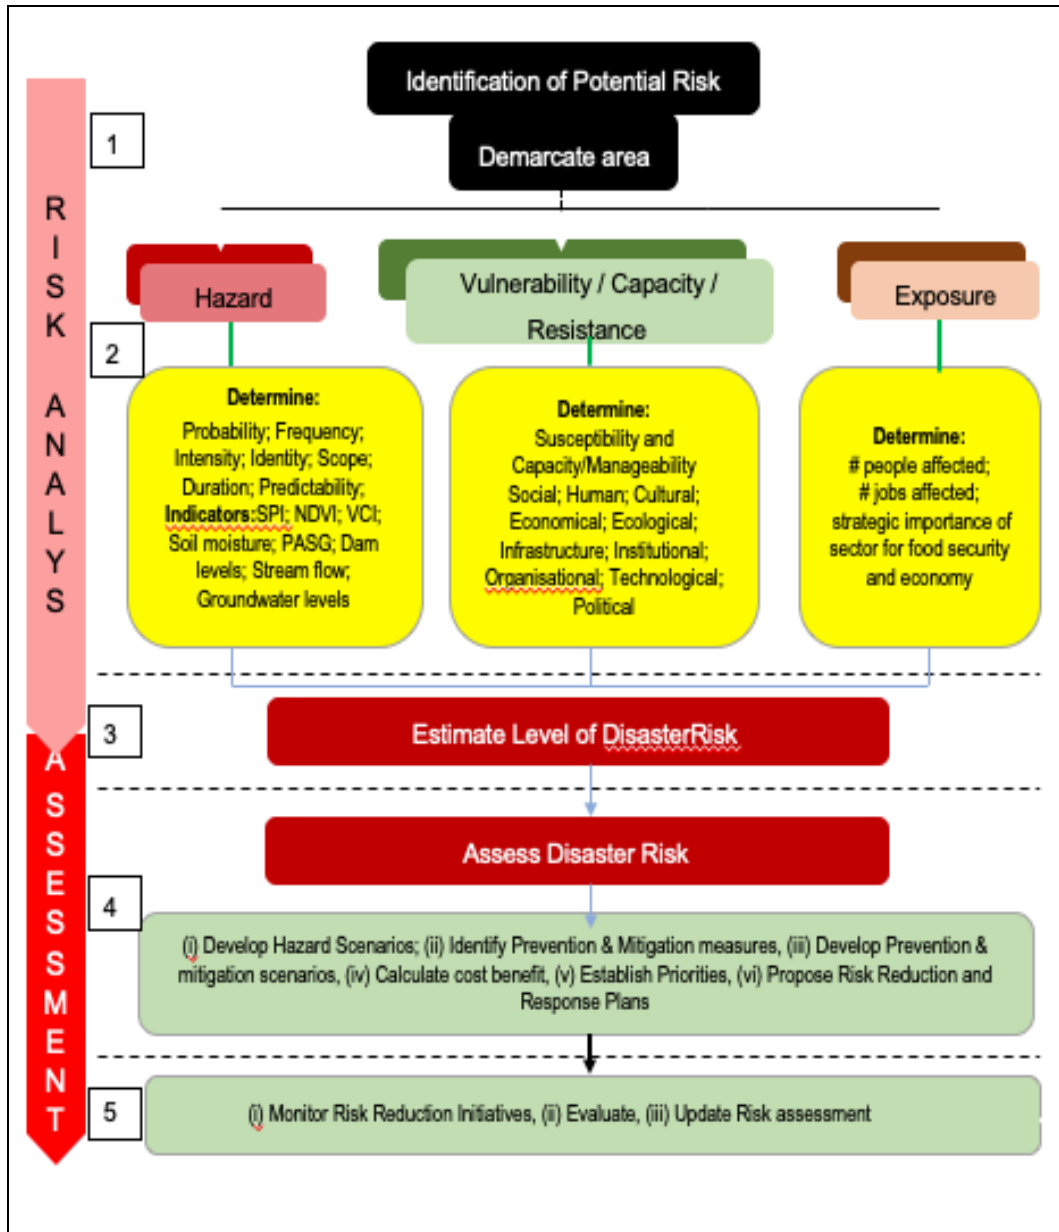 Identification of Potential Risk
Demarcate area
1
RISK ANALYS
Hazard
Vulnerability / Capacity /
Resistance
Exposure
2
Determine:
Probability; Frequency;
Intensity; Identity; Scope;
Duration; Predictability;
Indicators:SPI; NDVI; VCI;
Soil moisture; PASG; Dam
levels; Stream flow;
Groundwater levels
Determine:
Susceptibility and
Capacity/Manageability
Social; Human; Cultural;
Economical; Ecological;
Infrastructure; Institutional;
Organisational; Technological;
Political
Determine:
# people affected;
# jobs affected;
strategic importance of
sector for food security
and economy
3
Estimate Level of DisasterRisk
ASSESSMENT
Assess Disaster Risk
4
(i) Develop Hazard Scenarios; (ii) Identify Prevention & Mitigation measures, (iii) Develop Prevention &
mitigation scenarios, (iv) Calculate cost benefit, (v) Establish Priorities, (vi) Propose Risk Reduction and
Response Plans
5
(i) Monitor Risk Reduction Initiatives, (ii) Evaluate, (iii) Update Risk assessment